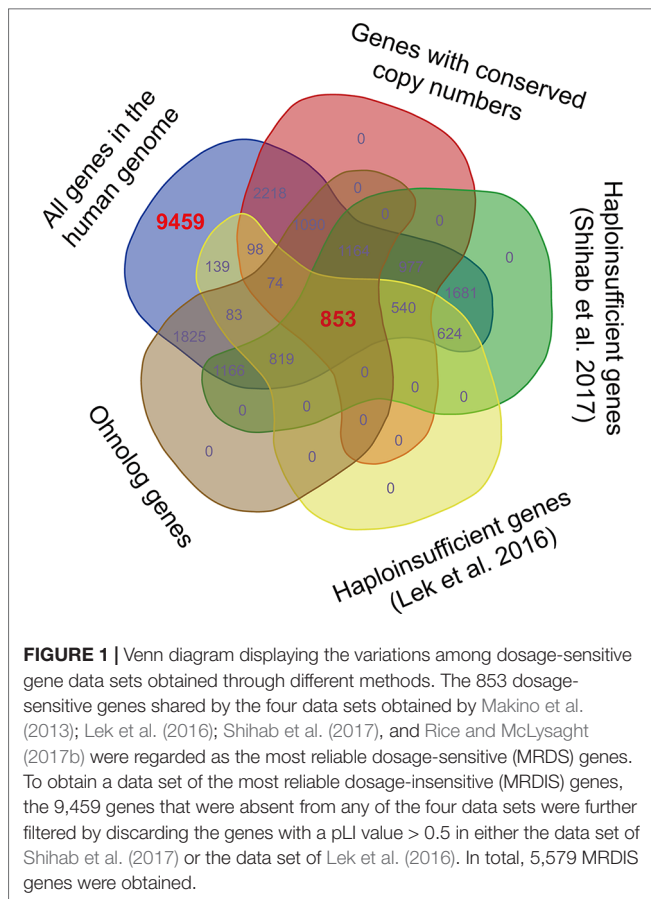 Genes with conserved
copy numbers
All genes in the
human genome
Haploinsufficient genes
(Shihab et al. 2017)
0
2218
0
9459
0
1090
0
98
1164
877
139
74
1681
540
853
83
624
1825
819
1166
0
0
0
0
0
0
0
0
0
0
Ohnolog genes
Haploinsufficient genes
(Lek et al. 2016)
FIGURE 1 | Venn diagram displaying the variations among dosage-sensitive
gene data sets obtained through different methods. The 853 dosage-
sensitive genes shared by the four data sets obtained by Makino et al.
(2013); Lek et al. (2016); Shihab et al. (2017), and Rice and McLysaght
(2017b) were regarded as the most reliable dosage-sensitive (MRDS) genes.
To obtain a data set of the most reliable dosage-insensitive (MRDIS) genes,
the 9,459 genes that were absent from any of the four data sets were further
filtered by discarding the genes with a pLI value > 0.5 in either the data set of
Shihab et al. (2017) or the data set of Lek et al. (2016). In total, 5,579 MRDIS
genes were obtained.